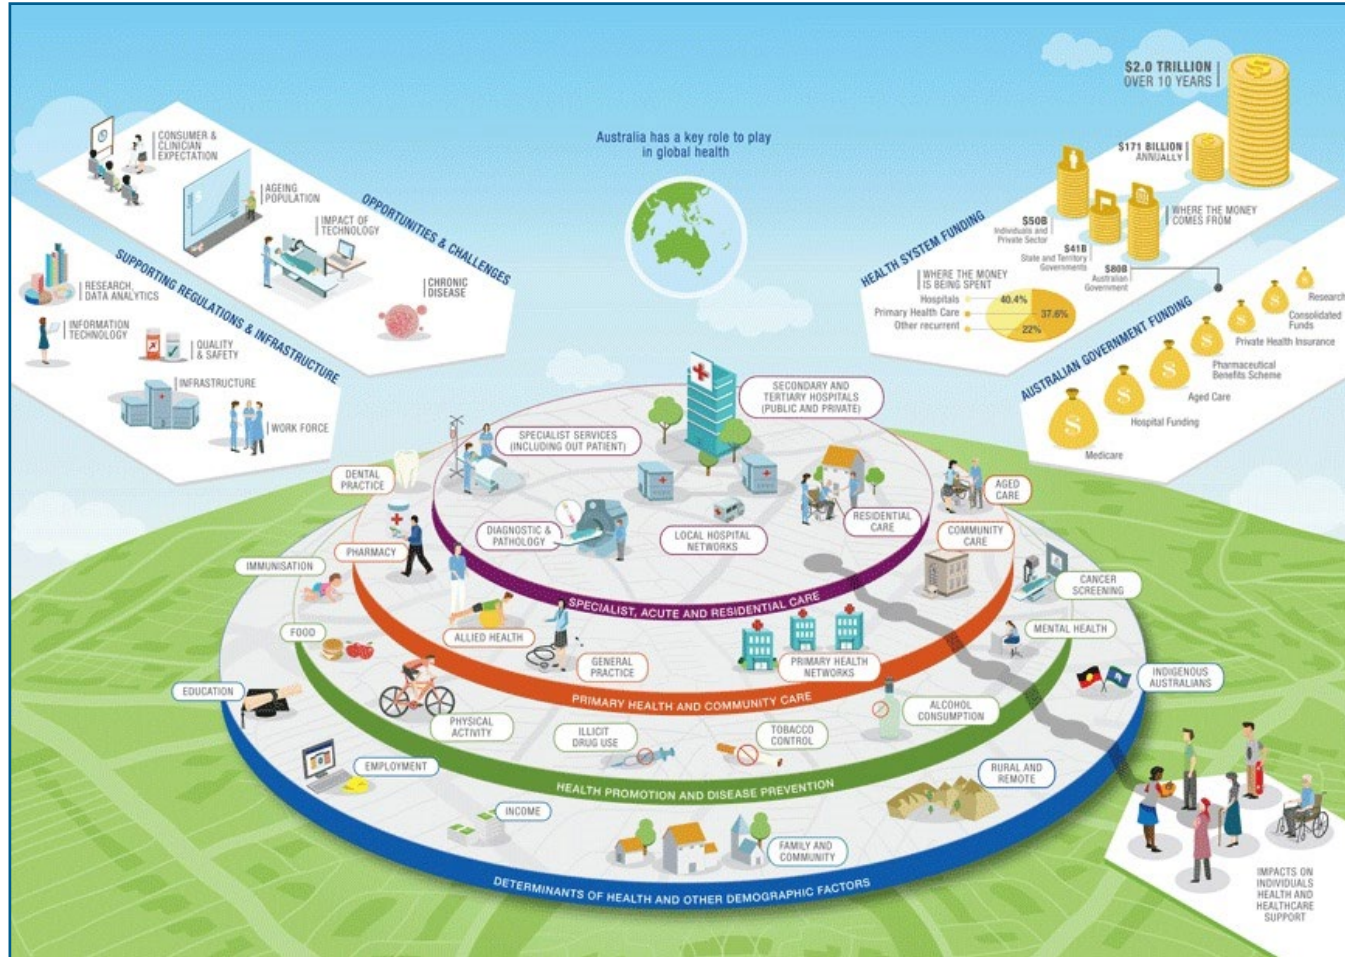 Australia has a key role to play
in global health
CONSUMER &
CLINICIAN
EXPECTATION
AGEING
POPULATION
IMPACT OF
TECHNOLOGY
CHRONIC
DISEASE
OPPORTUNITIES & CHALLENGES
SUPPORTING REGULATIONS & INFRASTRUCTURE
RESEARCH,
DATA ANALYTICS
INFORMATION
TECHNOLOGY
QUALITY
& SAFETY
INFRASTRUCTURE
WORK FORCE
$2.0 TRILLION
OVER 10 YEARS
$171 BILLION
ANNUALLY
HEALTH SYSTEM FUNDING
WHERE THE MONEY
COMES FROM
$50B
Individuals and
Private Sector
$41B
State and Territory
Governments
$80B
Australian
Government
WHERE THE MONEY
IS BEING SPENT
Hospitals
Primary Health Care
Other recurrent
40.4%
37.6%
22%
AUSTRALIAN GOVERNMENT FUNDING
Research
Consolidated
Funds
Private Health Insurance
Pharmaceutical
Benefits Scheme
Aged Care
Hospital Funding
Medicare
SECONDARY AND
TERTIARY HOSPITALS
(PUBLIC AND PRIVATE)
SPECIALIST SERVICES
(INCLUDING OUT PATIENT)
DIAGNOSTIC &
PATHOLOGY
LOCAL HOSPITAL
NETWORKS
RESIDENTIAL
CARE
SPECIALIST, ACUTE AND RESIDENTIAL CARE
DENTAL
PRACTICE
PHARMACY
ALLIED HEALTH
GENERAL
PRACTICE
PRIMARY HEALTH
NETWORKS
COMMUNITY
CARE
AGED
CARE
PRIMARY HEALTH AND COMMUNITY CARE
IMMUNISATION
FOOD
PHYSICAL
ACTIVITY
ILLICIT
DRUG USE
TOBACCO
CONTROL
ALCOHOL
CONSUMPTION
MENTAL HEALTH
CANCER
SCREENING
HEALTH PROMOTION AND DISEASE PREVENTION
EDUCATION
EMPLOYMENT
INCOME
FAMILY AND
COMMUNITY
RURAL AND
REMOTE
INDIGENOUS
AUSTRALIANS
DETERMINANTS OF HEALTH AND OTHER DEMOGRAPHIC FACTORS
IMPACTS ON
INDIVIDUALS
HEALTH AND
HEALTHCARE
SUPPORT